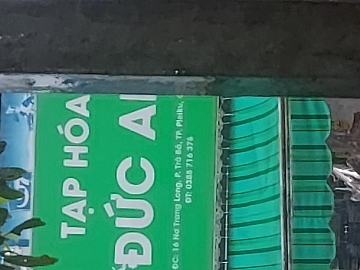 TẠP HÓA
ĐỨC A
ĐC: 16 Nơ Trang Long, P. Trà Bá, TP. Pleiku,
ĐT: 0388 716 376